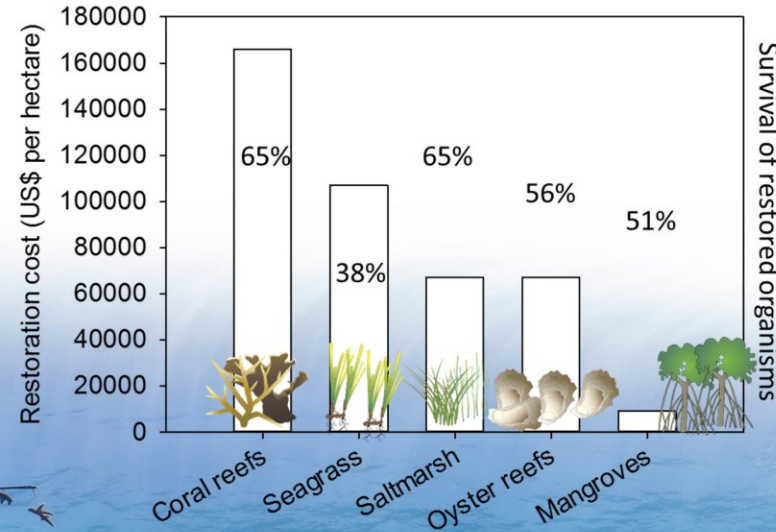 Restoration cost (US$ per hectare)
180000
160000
140000
120000
100000
80000
60000
40000
20000
0
65%
38%
65%
56%
51%
Coral reefs
Seagrass
Saltmarsh
Oyster reefs
Mangroves
Survival of restored organisms